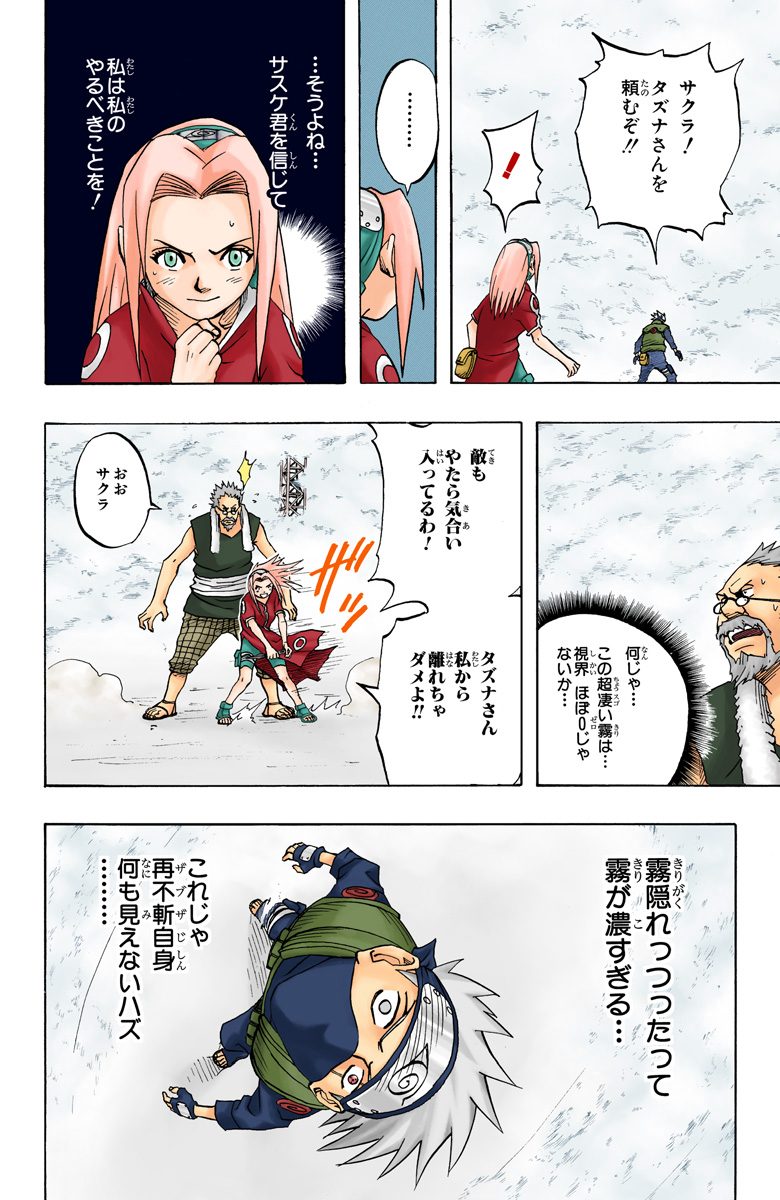 サクラ!
タズナさんを
頼むぞ!!
!
………
…そうよね…
サスケ君を信じて
私は私の
やるべきことを!
何じゃ…
この超凄い霧は…
視界 ほぼ0じゃ
ないか…
敵も
やたら気合い
入ってるわ!
タズナさん
私から
離れちゃ
ダメよ!!
ザッ
おお
サクラ
霧隠れっつったって
霧が濃すぎる…
これじゃ
再不斬自身
何も見えないハズ
………